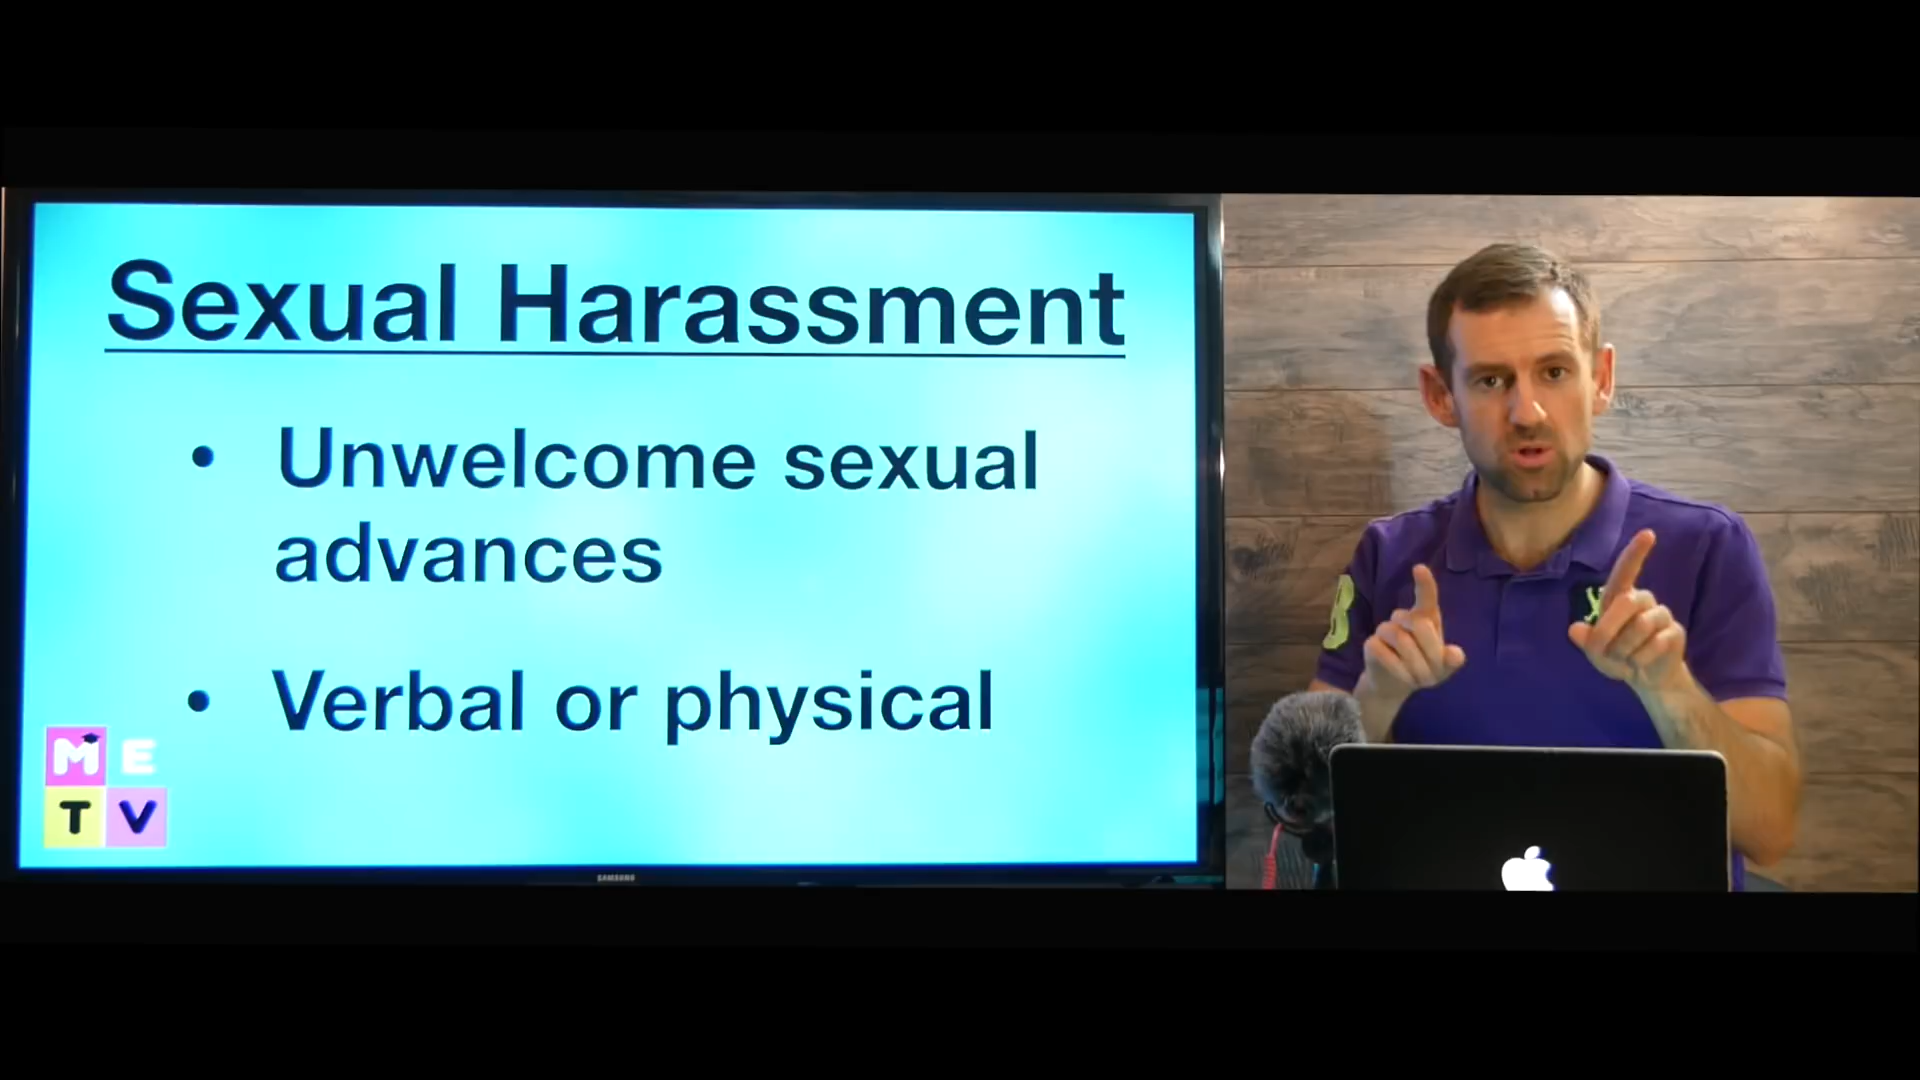 Sexual Harassment
• Unwelcome sexual
advances
• Verbal or physical
M E
T V
SAMSUNG
B